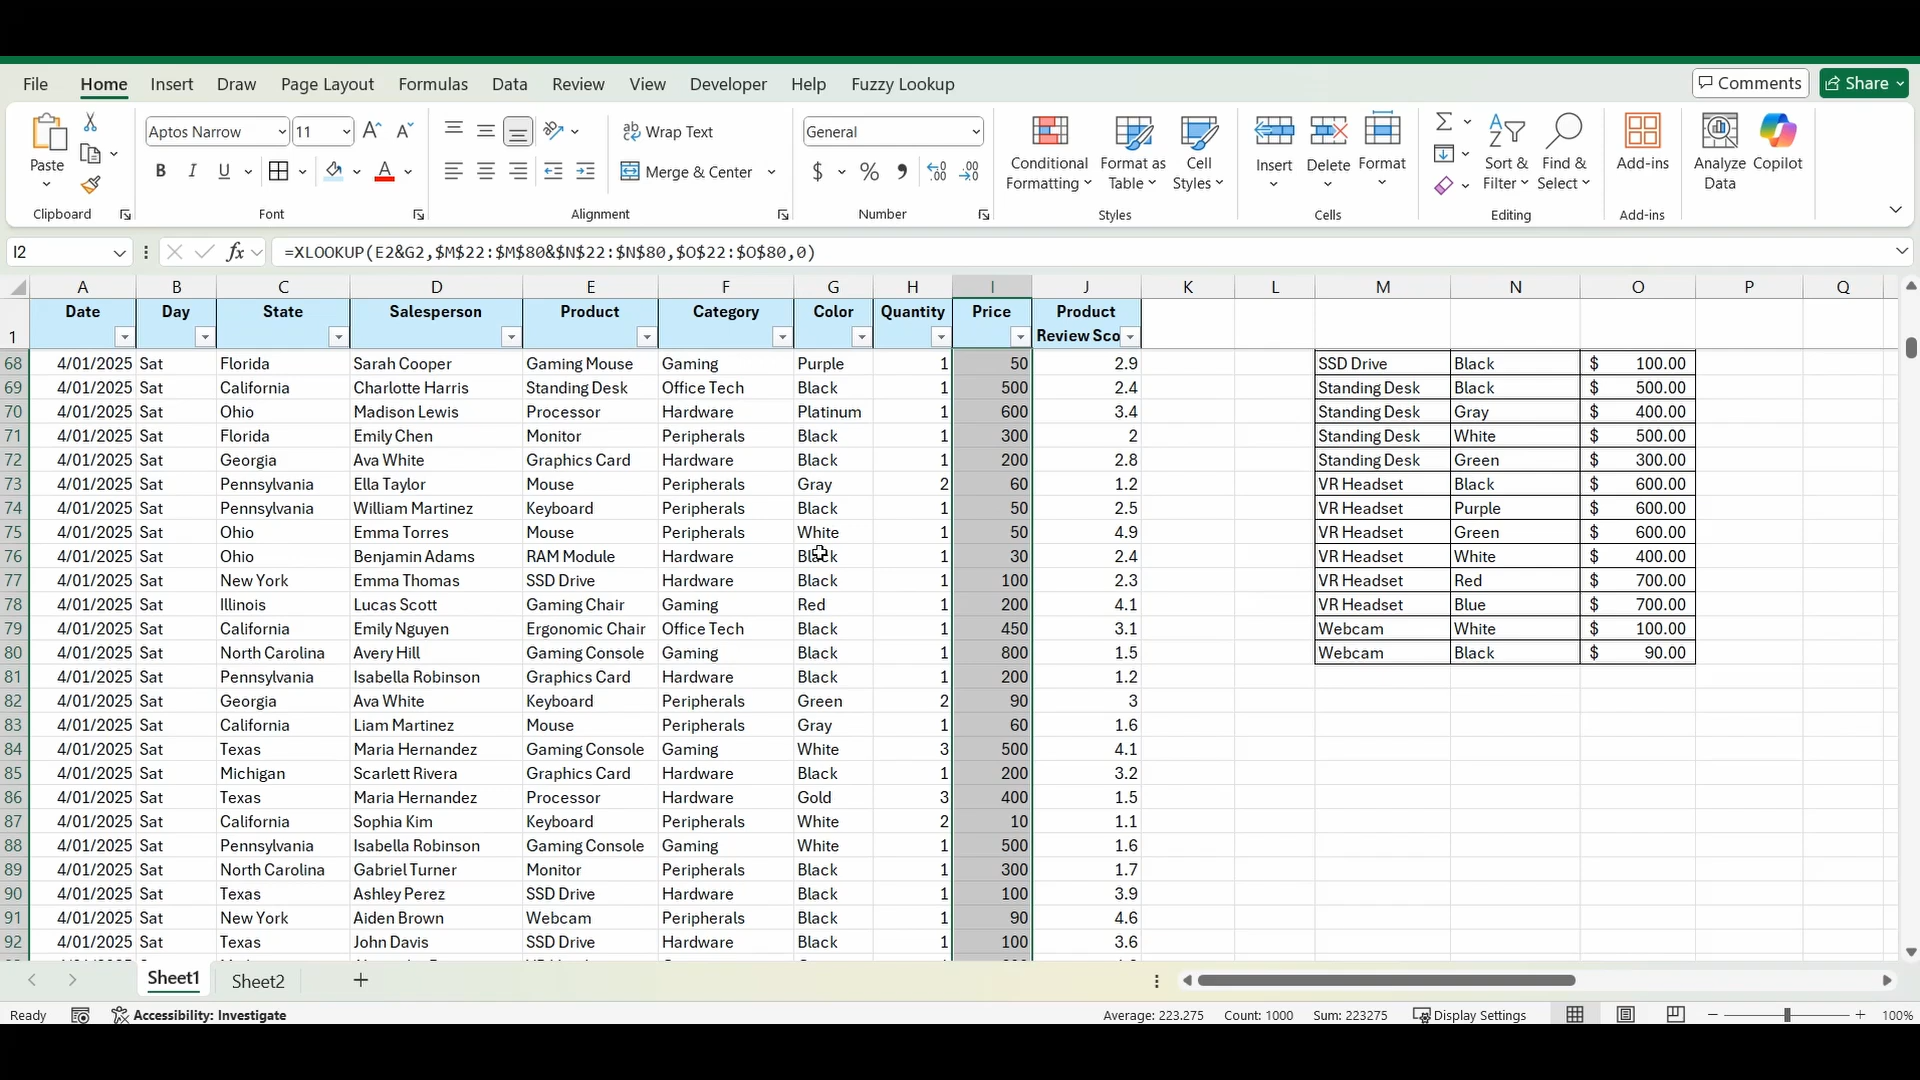 File Home Insert Draw Page Layout Formulas Data Review View Developer Help Fuzzy Lookup Comments Share
Aptos Narrow 11 Wrap Text General
Paste B I U Merge & Center $ % Conditional Formatting Format as Table Cell Styles Insert Delete Format Sort & Filter Find & Select Add-ins Analyze Data Copilot
Clipboard Font Alignment Number Styles Cells Editing Add-ins
I2 fx =XLOOKUP(E2&G2,$M$22:$M$80&$N$22:$N$80,$O$22:$O$80,0)
A B C D E F G H I J K L M N O P Q
1 Date Day State Salesperson Product Category Color Quantity Price Product Review Sco
68 4/01/2025 Sat Florida Sarah Cooper Gaming Mouse Gaming Purple 1 50 2.9 SSD Drive Black $ 100.00
69 4/01/2025 Sat California Charlotte Harris Standing Desk Office Tech Black 1 500 2.4 Standing Desk Black $ 500.00
70 4/01/2025 Sat Ohio Madison Lewis Processor Hardware Platinum 1 600 3.4 Standing Desk Gray $ 400.00
71 4/01/2025 Sat Florida Emily Chen Monitor Peripherals Black 1 300 2 Standing Desk White $ 500.00
72 4/01/2025 Sat Georgia Ava White Graphics Card Hardware Black 1 200 2.8 Standing Desk Green $ 300.00
73 4/01/2025 Sat Pennsylvania Ella Taylor Mouse Peripherals Gray 2 60 1.2 VR Headset Black $ 600.00
74 4/01/2025 Sat Pennsylvania William Martinez Keyboard Peripherals Black 1 50 2.5 VR Headset Purple $ 600.00
75 4/01/2025 Sat Ohio Emma Torres Mouse Peripherals White 1 50 4.9 VR Headset Green $ 600.00
76 4/01/2025 Sat Ohio Benjamin Adams RAM Module Hardware Black 1 30 2.4 VR Headset White $ 400.00
77 4/01/2025 Sat New York Emma Thomas SSD Drive Hardware Black 1 100 2.3 VR Headset Red $ 700.00
78 4/01/2025 Sat Illinois Lucas Scott Gaming Chair Gaming Red 1 200 4.1 VR Headset Blue $ 700.00
79 4/01/2025 Sat California Emily Nguyen Ergonomic Chair Office Tech Black 1 450 3.1 Webcam White $ 100.00
80 4/01/2025 Sat North Carolina Avery Hill Gaming Console Gaming Black 1 800 1.5 Webcam Black $ 90.00
81 4/01/2025 Sat Pennsylvania Isabella Robinson Graphics Card Hardware Black 1 200 1.2
82 4/01/2025 Sat Georgia Ava White Keyboard Peripherals Green 2 90 3
83 4/01/2025 Sat California Liam Martinez Mouse Peripherals Gray 1 60 1.6
84 4/01/2025 Sat Texas Maria Hernandez Gaming Console Gaming White 3 500 4.1
85 4/01/2025 Sat Michigan Scarlett Rivera Graphics Card Hardware Black 1 200 3.2
86 4/01/2025 Sat Texas Maria Hernandez Processor Hardware Gold 3 400 1.5
87 4/01/2025 Sat California Sophia Kim Keyboard Peripherals White 2 10 1.1
88 4/01/2025 Sat Pennsylvania Isabella Robinson Gaming Console Gaming White 1 500 1.6
89 4/01/2025 Sat North Carolina Gabriel Turner Monitor Peripherals Black 1 300 1.7
90 4/01/2025 Sat Texas Ashley Perez SSD Drive Hardware Black 1 100 3.9
91 4/01/2025 Sat New York Aiden Brown Webcam Peripherals Black 1 90 4.6
92 4/01/2025 Sat Texas John Davis SSD Drive Hardware Black 1 100 3.6
Sheet1 Sheet2
Ready Accessibility: Investigate Average: 223.275 Count: 1000 Sum: 223275 Display Settings 100%